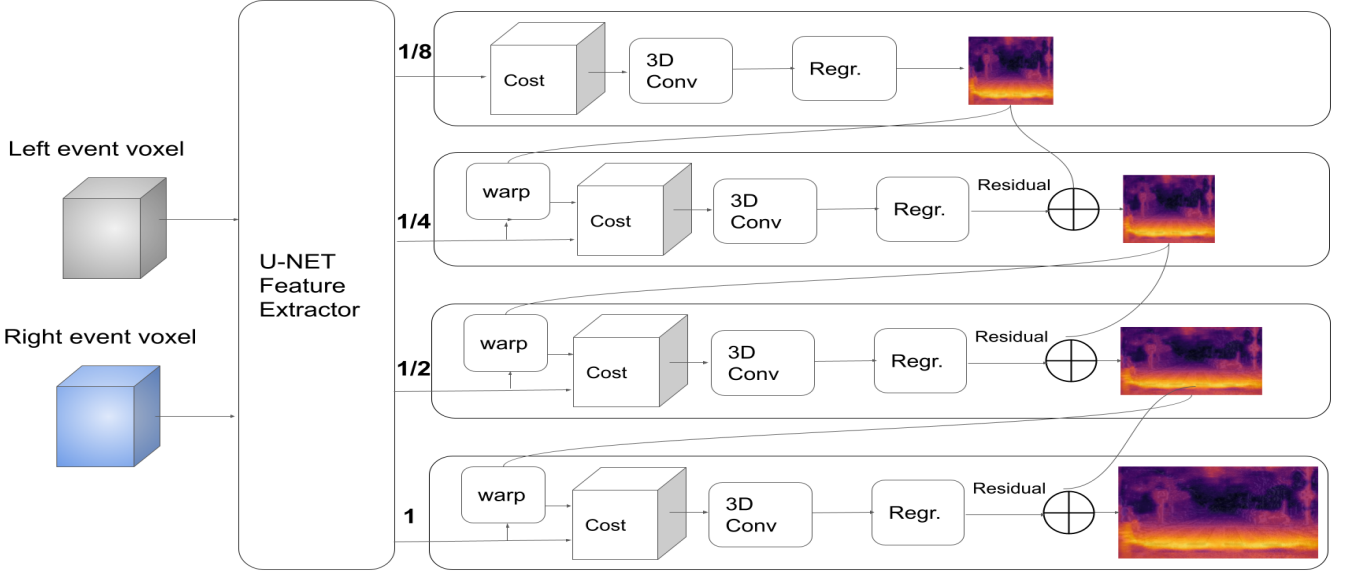 Left event voxel
Right event voxel
U-NET
Feature
Extractor
1/8
Cost
3D
Conv
Regr.
1/4
warp
Cost
3D
Conv
Regr.
Residual
1/2
warp
Cost
3D
Conv
Regr.
Residual
1
warp
Cost
3D
Conv
Regr.
Residual